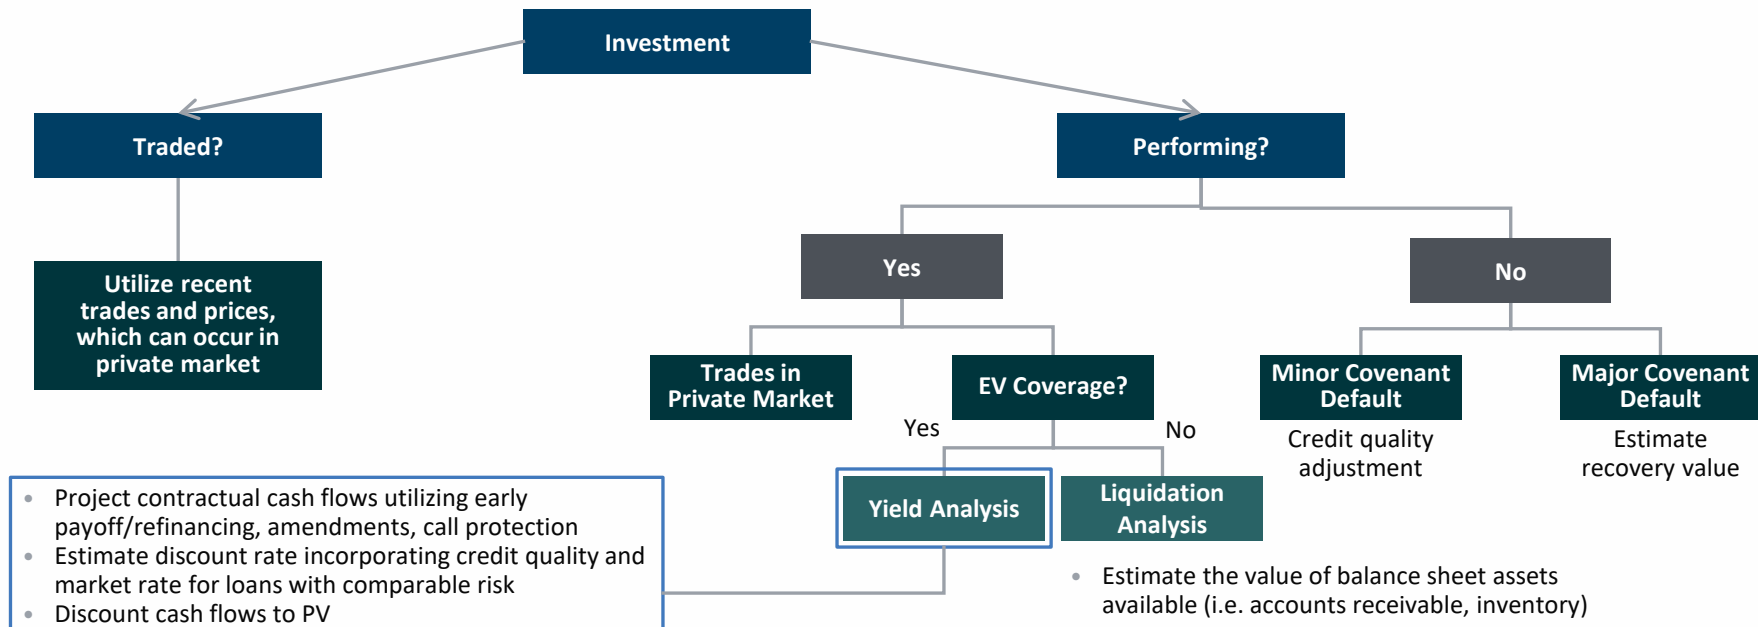 Investment
Traded?
Performing?
Utilize recent
trades and prices,
which can occur in
private market
Yes
No
Trades in
Private Market
EV Coverage?
Minor Covenant
Default
Major Covenant
Default
Credit quality
adjustment
Estimate
recovery value
Yes
No
Yield Analysis
Liquidation
Analysis
• Project contractual cash flows utilizing early
payoff/refinancing, amendments, call protection
• Estimate discount rate incorporating credit quality and
market rate for loans with comparable risk
• Discount cash flows to PV
• Estimate the value of balance sheet assets
available (i.e. accounts receivable, inventory)